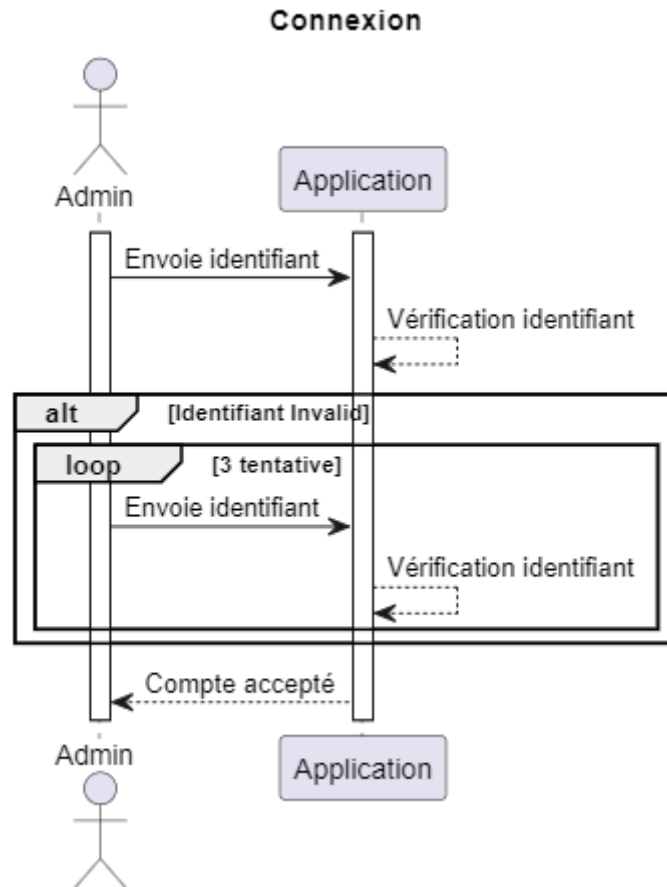 Connexion
Admin
Application
Envoie identifiant
Vérification identifiant
alt [Identifiant Invalid]
loop [3 tentative]
Envoie identifiant
Vérification identifiant
Compte accepté
Admin
Application